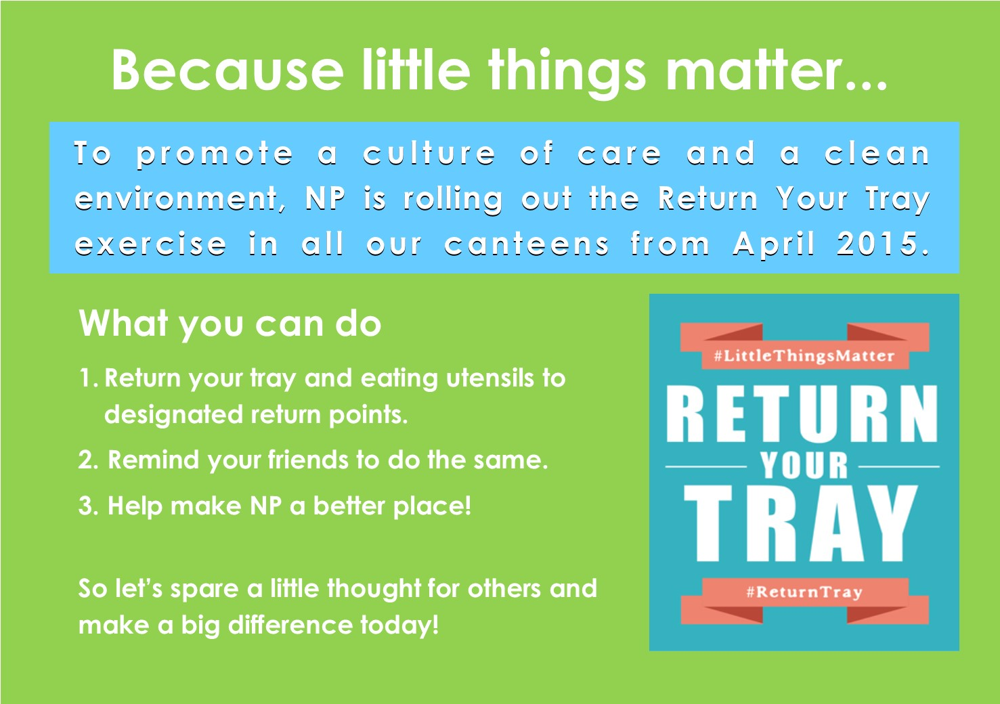 Because little things matter...
To promote a culture of care and a clean
environment, NP is rolling out the Return Your Tray
exercise in all our canteens from April 2015.
What you can do
1. Return your tray and eating utensils to
designated return points.
2. Remind your friends to do the same.
3. Help make NP a better place!
So let’s spare a little thought for others and
make a big difference today!
#LittleThingsMatter
RETURN
YOUR
TRAY
#ReturnTray